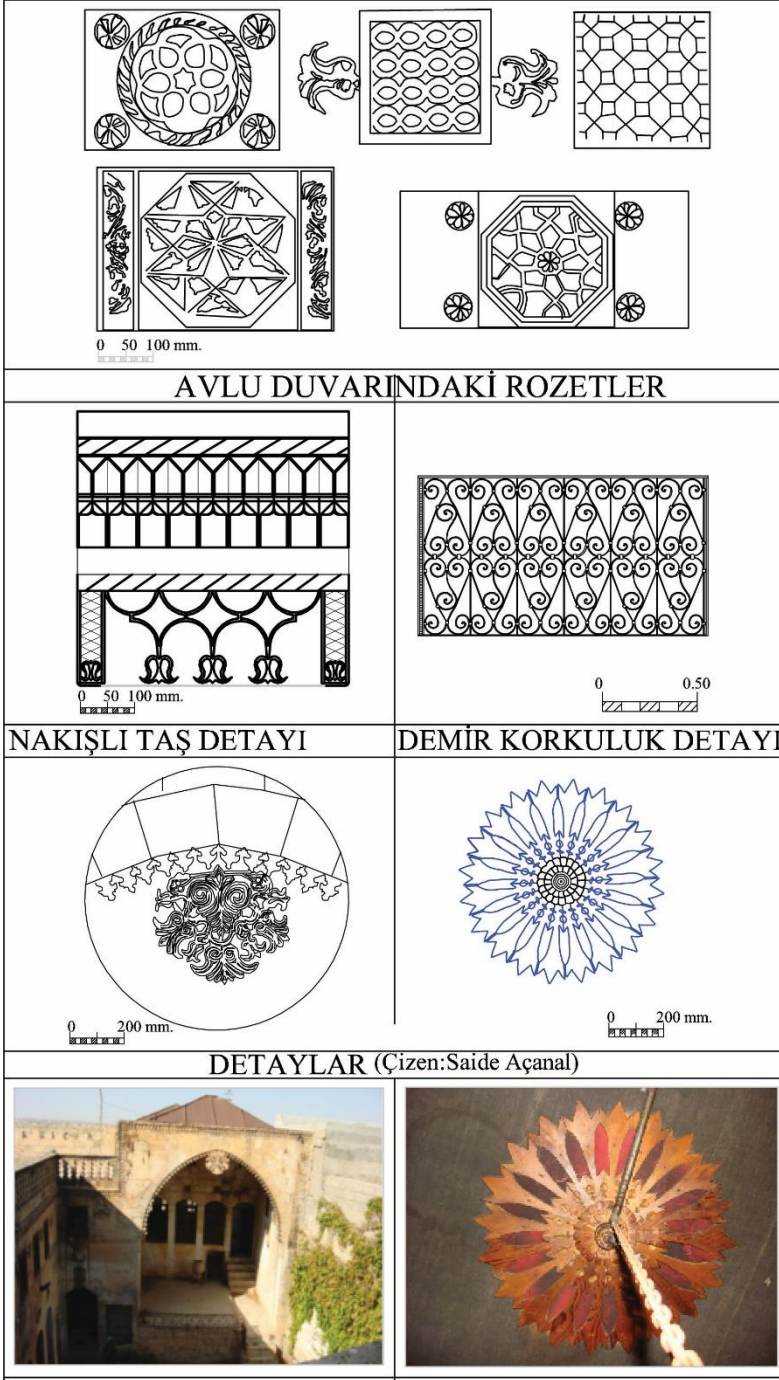 0 50 100 mm.
AVLU DUVARINDAKİ ROZETLER
0 50 100 mm.
0 0.50
NAKIŞLI TAŞ DETAYI
DEMİR KORKULUK DETAYI
0 200 mm.
0 200 mm.
DETAYLAR (Çizen:Saide Açanal)